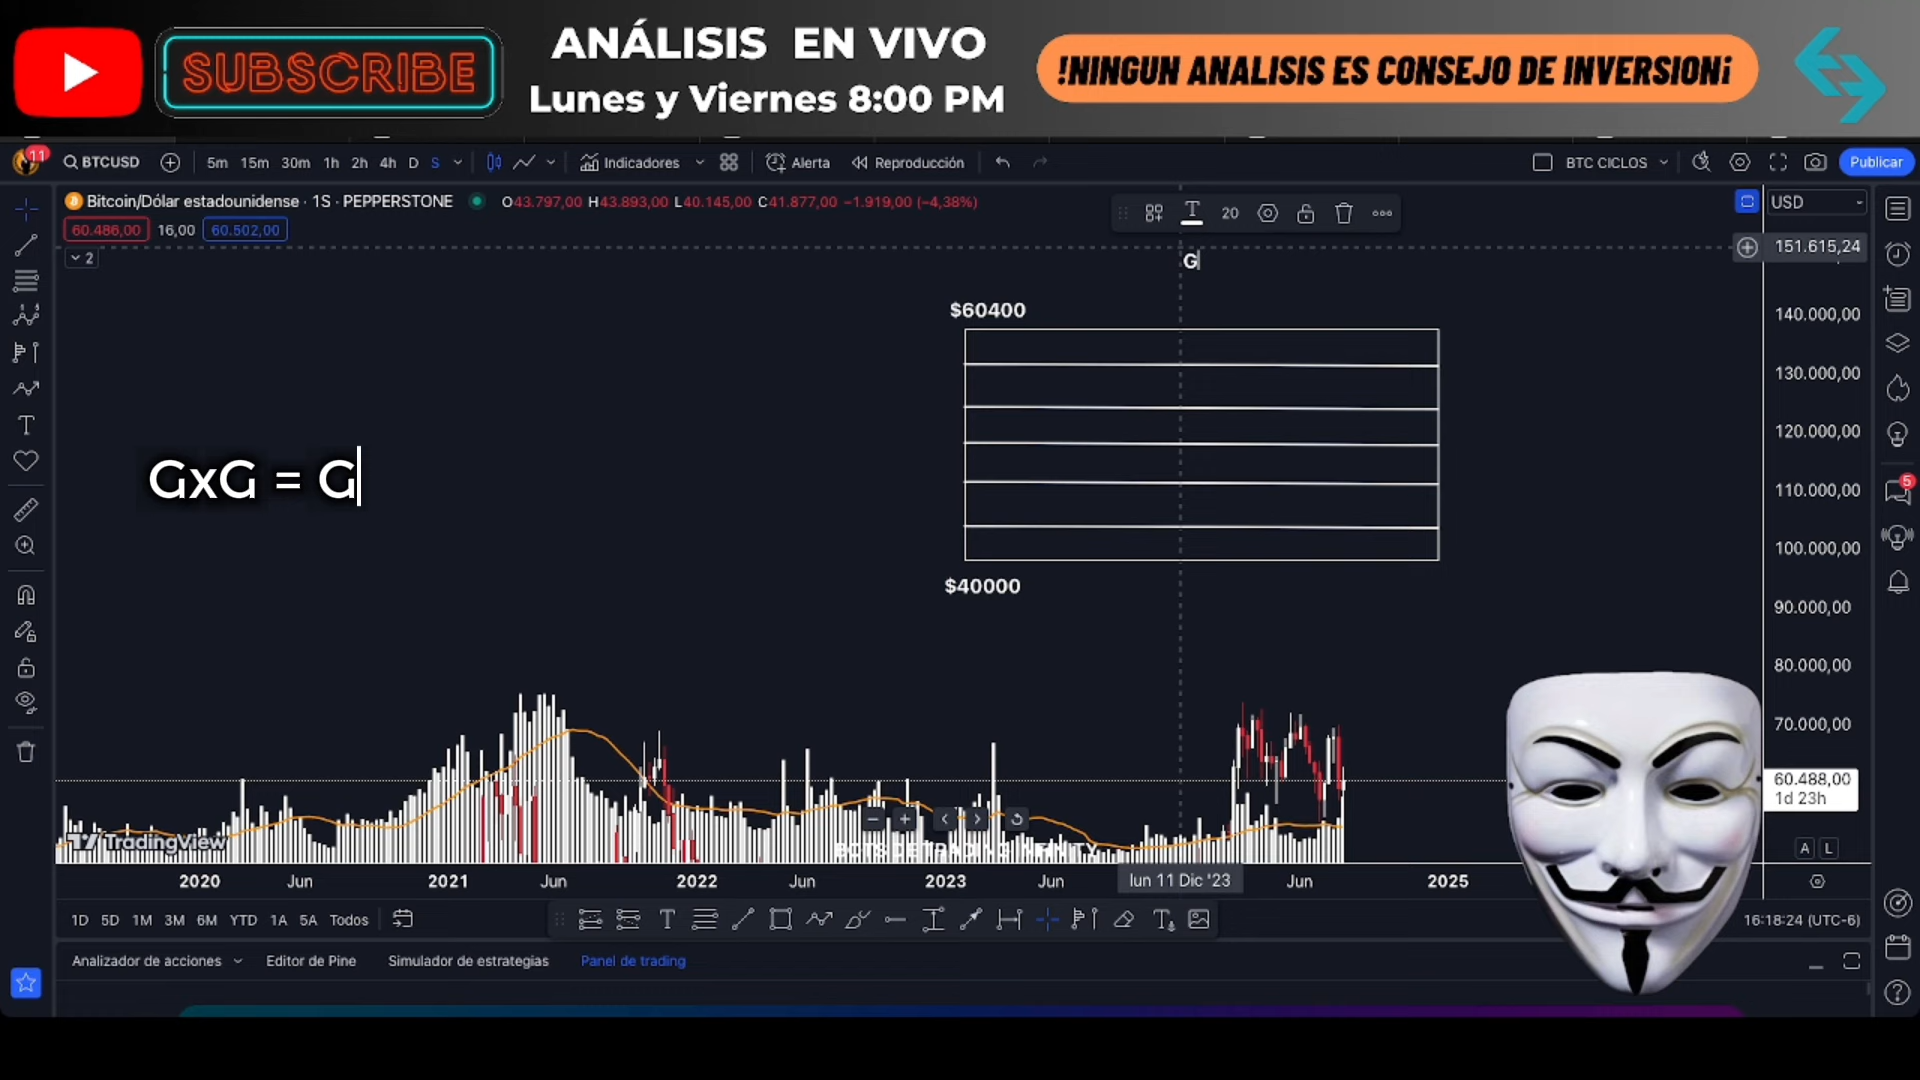 SUBSCRIBE
ANÁLISIS EN VIVO
Lunes y Viernes 8:00 PM
!NINGUN ANALISIS ES CONSEJO DE INVERSION¡
11
BTCUSD
5m 15m 30m 1h 2h 4h D S
Indicadores
Alerta
Reproducción
BTC CICLOS
Publicar
Bitcoin/Dólar estadounidense · 1S · PEPPERSTONE
O43.797,00 H43.893,00 L40.145,00 C41.877,00 −1.919,00 (−4,38%)
20
USD
60.486,00 16,00 60.502,00
2
G
151.615,24
$60400
140.000,00
130.000,00
120.000,00
GxG = G
110.000,00
5
100.000,00
$40000
90.000,00
80.000,00
70.000,00
60.488,00
1d 23h
TradingView
BOTS DE TRADING INFINITY
A L
2020 Jun 2021 Jun 2022 Jun 2023 Jun lun 11 Dic '23 Jun 2025
1D 5D 1M 3M 6M YTD 1A 5A Todos
16:18:24 (UTC-6)
Analizador de acciones Editor de Pine Simulador de estrategias Panel de trading